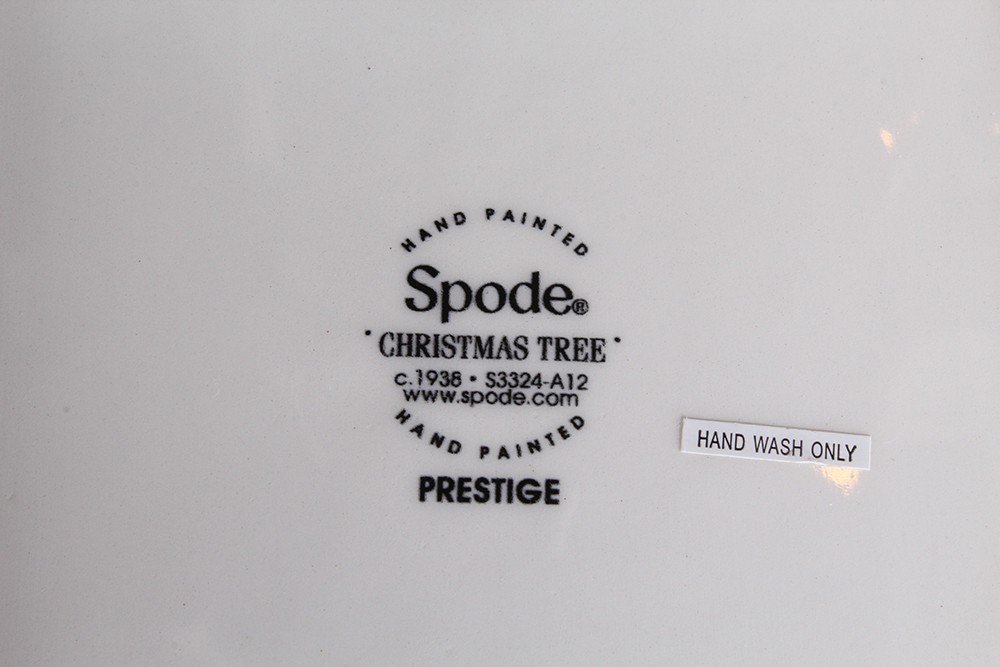 HAND PAINTED
Spode®
· CHRISTMAS TREE ·
c.1938 · S3324-A12
www.spode.com
HAND PAINTED
PRESTIGE
HAND WASH ONLY